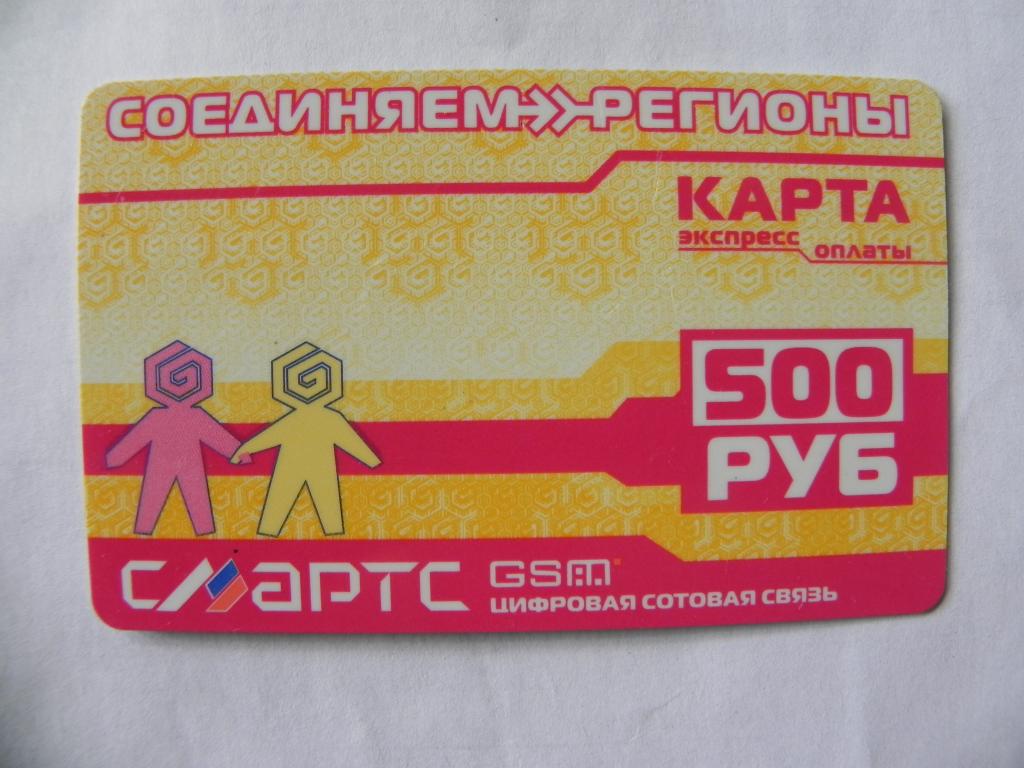 СОЕДИНЯЕМ>>РЕГИОНЫ
КАРТА
экспресс
оплаты
500
РУБ
СМАРТС GSM
ЦИФРОВАЯ СОТОВАЯ СВЯЗЬ